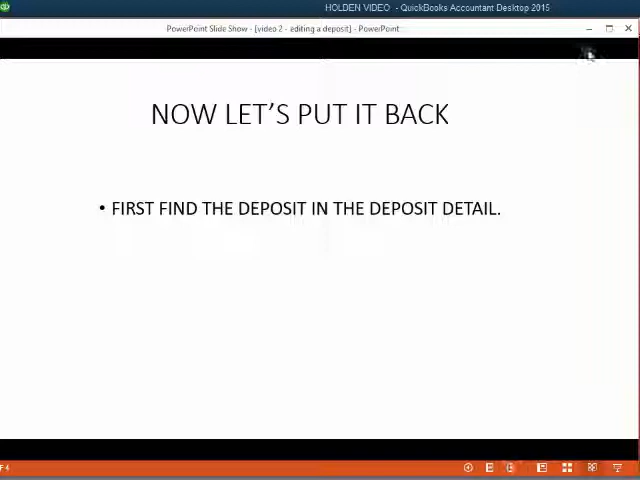 HOLDEN VIDEO - QuickBooks Accountant Desktop 2015
PowerPoint Slide Show - [video 2 - editing a deposit] - PowerPoint
NOW LET'S PUT IT BACK
• FIRST FIND THE DEPOSIT IN THE DEPOSIT DETAIL.
F 4